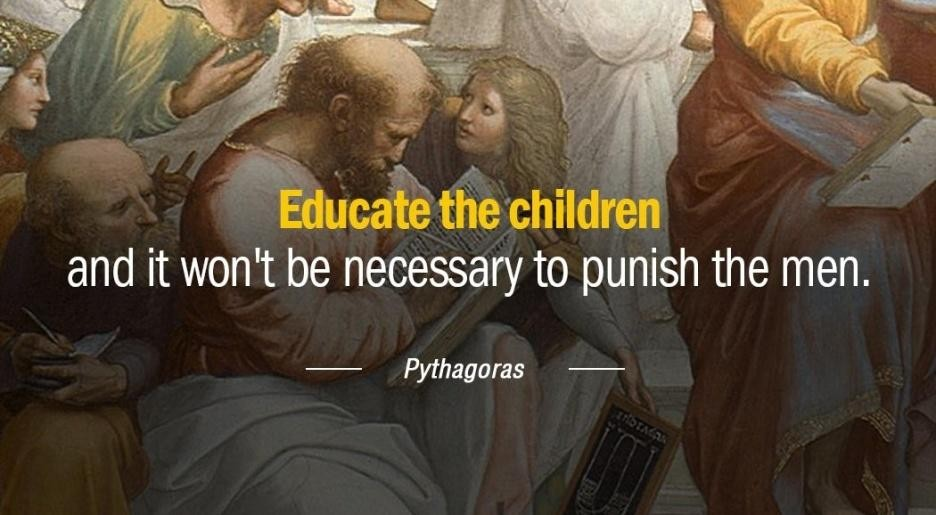 Educate the children
and it won't be necessary to punish the men.
Pythagoras